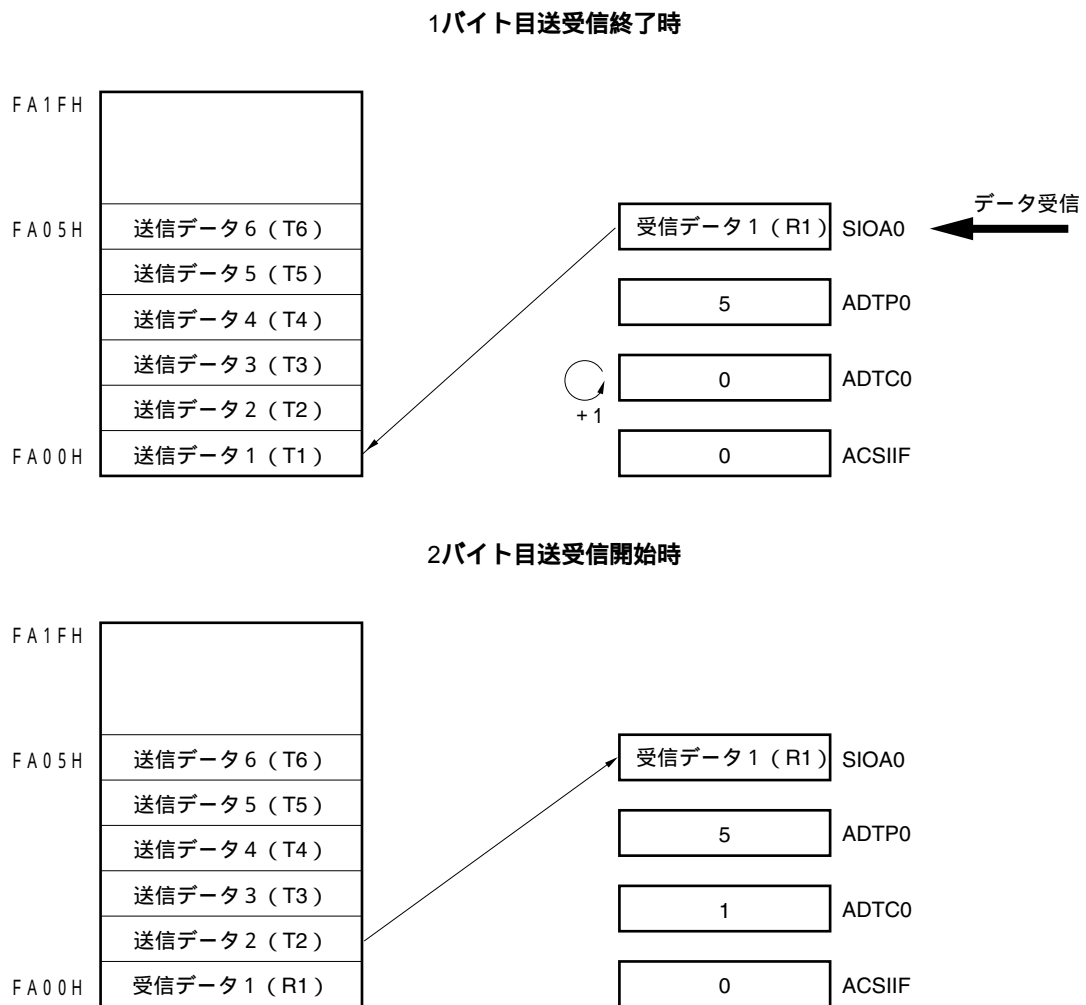 1バイト目送受信終了時
FA1FH
データ受信
FA05H 送信データ6（T6） 受信データ1（R1） SIOA0
送信データ5（T5）
5 ADTP0
送信データ4（T4）
送信データ3（T3）
0 ADTC0
+1
送信データ2（T2）
FA00H 送信データ1（T1） 0 ACSIIF
2バイト目送受信開始時
FA1FH
FA05H 送信データ6（T6） 受信データ1（R1） SIOA0
送信データ5（T5）
5 ADTP0
送信データ4（T4）
送信データ3（T3）
1 ADTC0
送信データ2（T2）
FA00H 受信データ1（R1） 0 ACSIIF